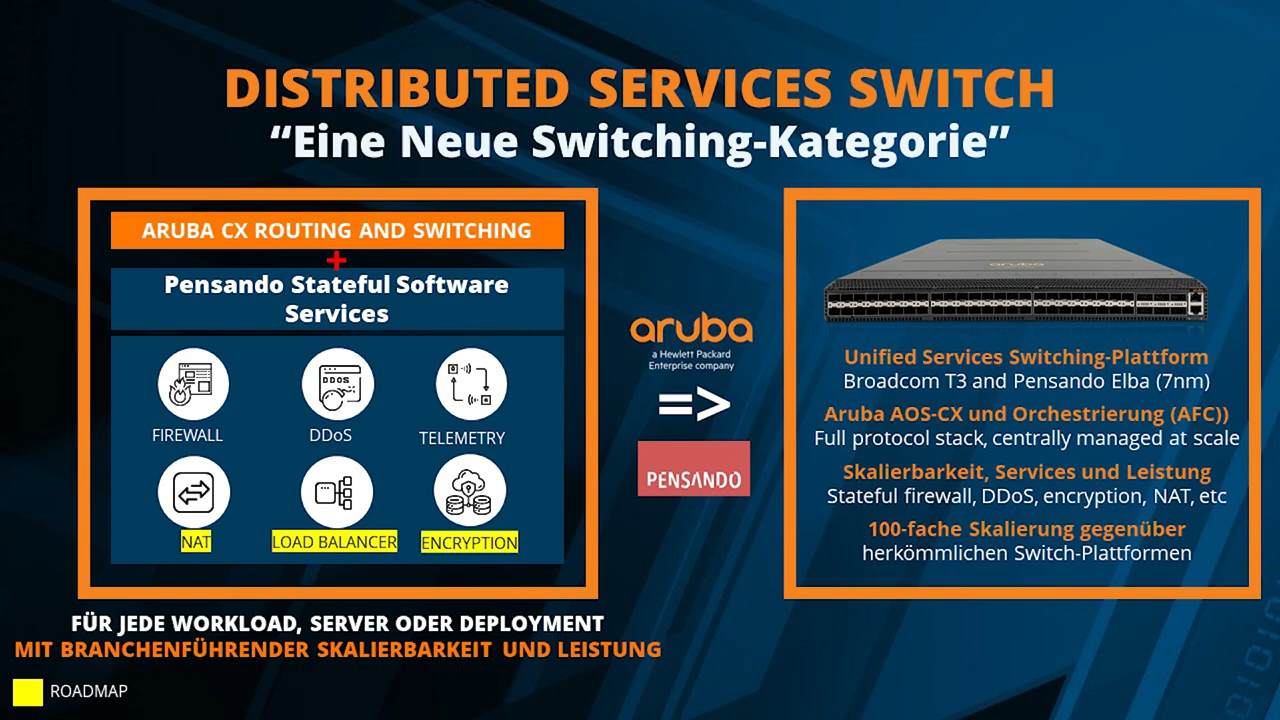 DISTRIBUTED SERVICES SWITCH
“Eine Neue Switching-Kategorie”
ARUBA CX ROUTING AND SWITCHING
+
Pensando Stateful Software
Services
FIREWALL
DDOS
DDoS
TELEMETRY
NAT
LOAD BALANCER
ENCRYPTION
aruba
a Hewlett Packard
Enterprise company
=>
PENSANDO
aruba
Unified Services Switching-Plattform
Broadcom T3 and Pensando Elba (7nm)
Aruba AOS-CX und Orchestrierung (AFC))
Full protocol stack, centrally managed at scale
Skalierbarkeit, Services und Leistung
Stateful firewall, DDoS, encryption, NAT, etc
100-fache Skalierung gegenüber
herkömmlichen Switch-Plattformen
FÜR JEDE WORKLOAD, SERVER ODER DEPLOYMENT
MIT BRANCHENFÜHRENDER SKALIERBARKEIT UND LEISTUNG
ROADMAP